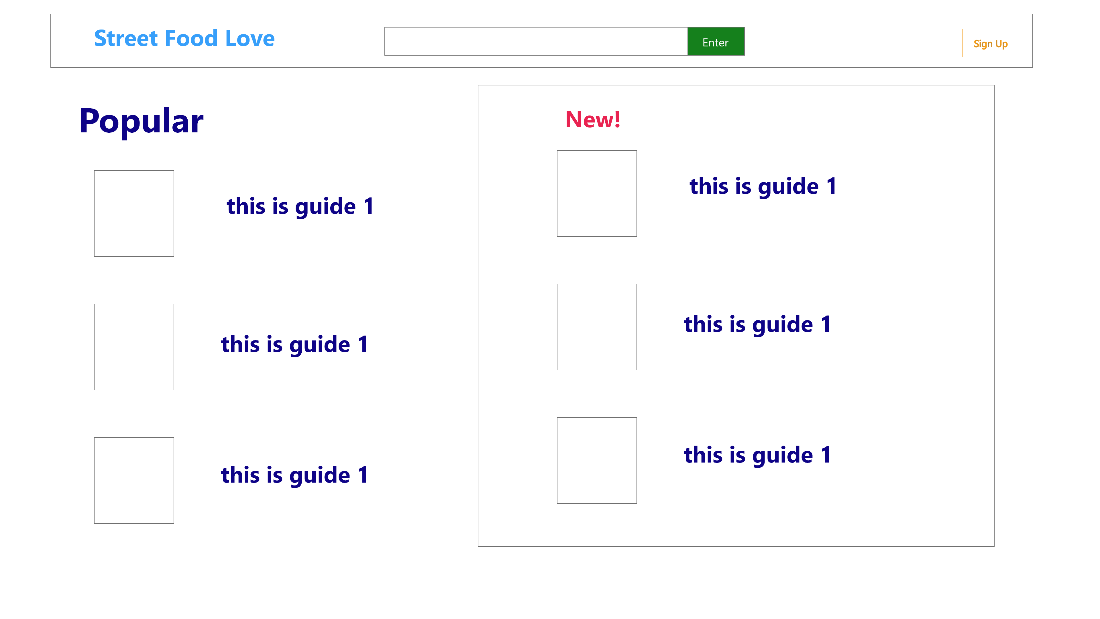 Street Food Love
Enter
Sign Up
Popular
this is guide 1
this is guide 1
this is guide 1
New!
this is guide 1
this is guide 1
this is guide 1